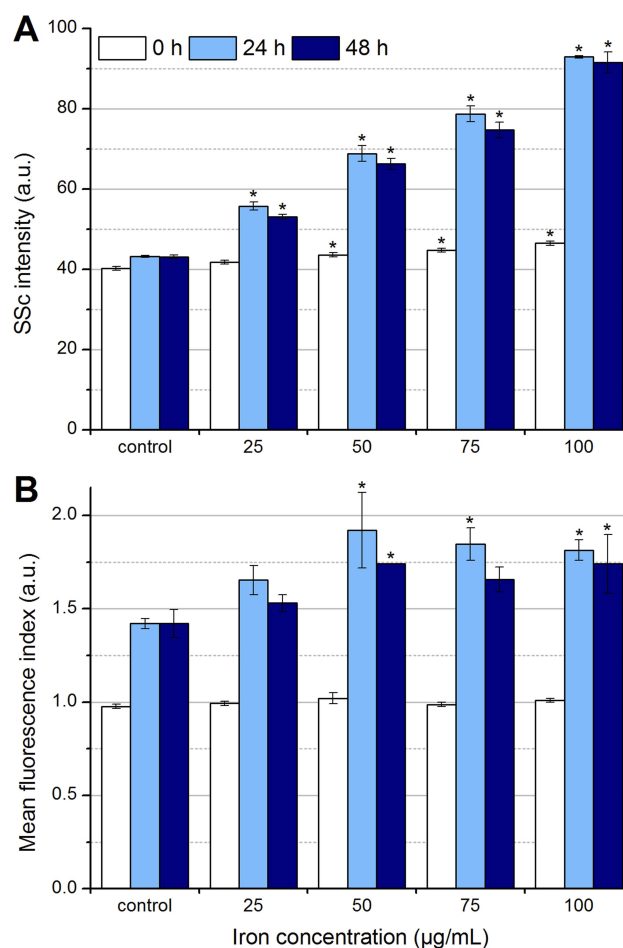 A
0 h 24 h 48 h
100
80
60
40
20
0
SSc intensity (a.u.)
* * * * * * * * * * *
control 25 50 75 100
B
2.0
1.5
1.0
0.5
0.0
Mean fluorescence index (a.u.)
* * * * *
control 25 50 75 100
Iron concentration (µg/mL)